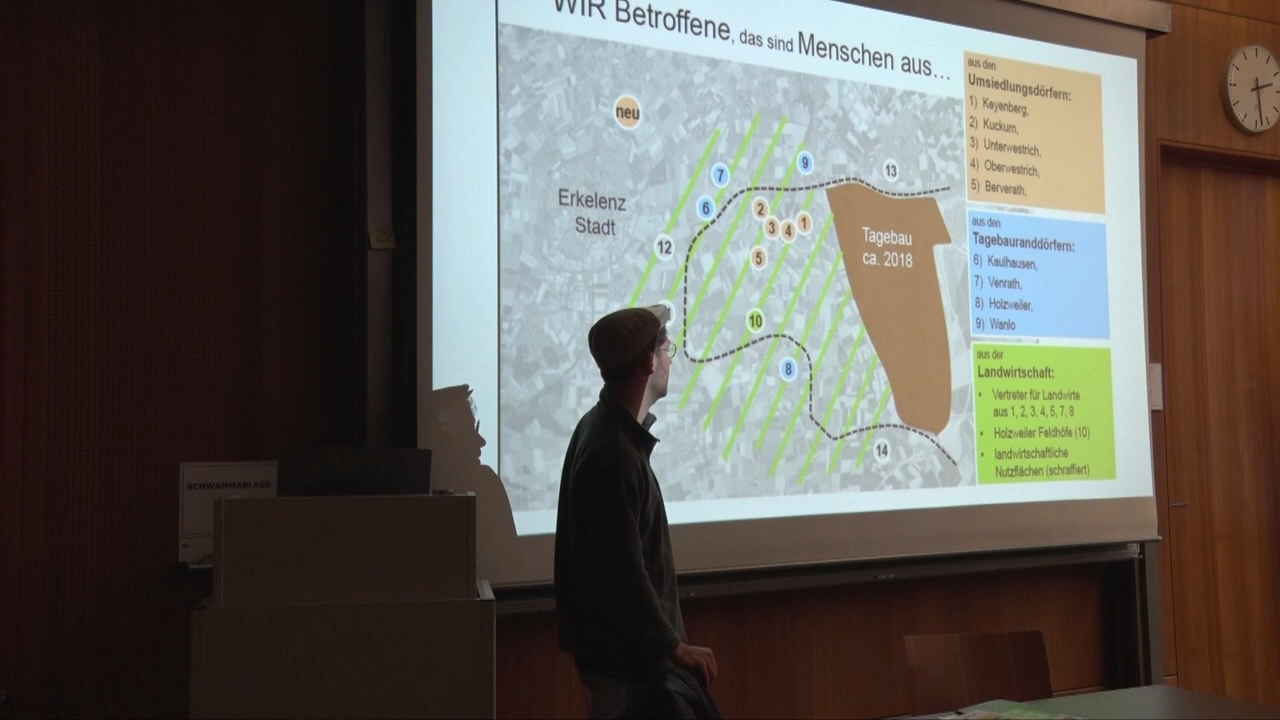 WIR Betroffene, das sind Menschen aus...
neu
Erkelenz
Stadt
7
9
13
6
2
3
4
1
12
5
Tagebau
ca. 2018
10
8
14
aus den
Umsiedlungsdörfern:
1) Keyenberg,
2) Kuckum,
3) Unterwestrich,
4) Oberwestrich,
5) Berverath,
aus den
Tagebauranddörfern:
6) Kaulhausen,
7) Venrath,
8) Holzweiler,
9) Wanlo
aus der
Landwirtschaft:
• Vertreter für Landwirte
aus 1, 2, 3, 4, 5, 7, 8
• Holzweiler Feldhöfe (10)
• landwirtschaftliche
Nutzflächen (schraffiert)
SCHWAMMABLAGE